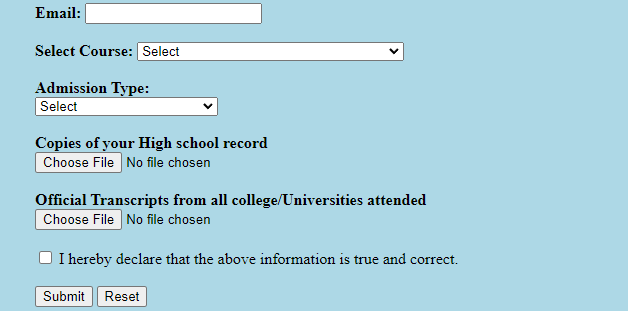 Email:
Select Course: Select
Admission Type:
Select
Copies of your High school record
Choose File No file chosen
Official Transcripts from all college/Universities attended
Choose File No file chosen
I hereby declare that the above information is true and correct.
Submit Reset